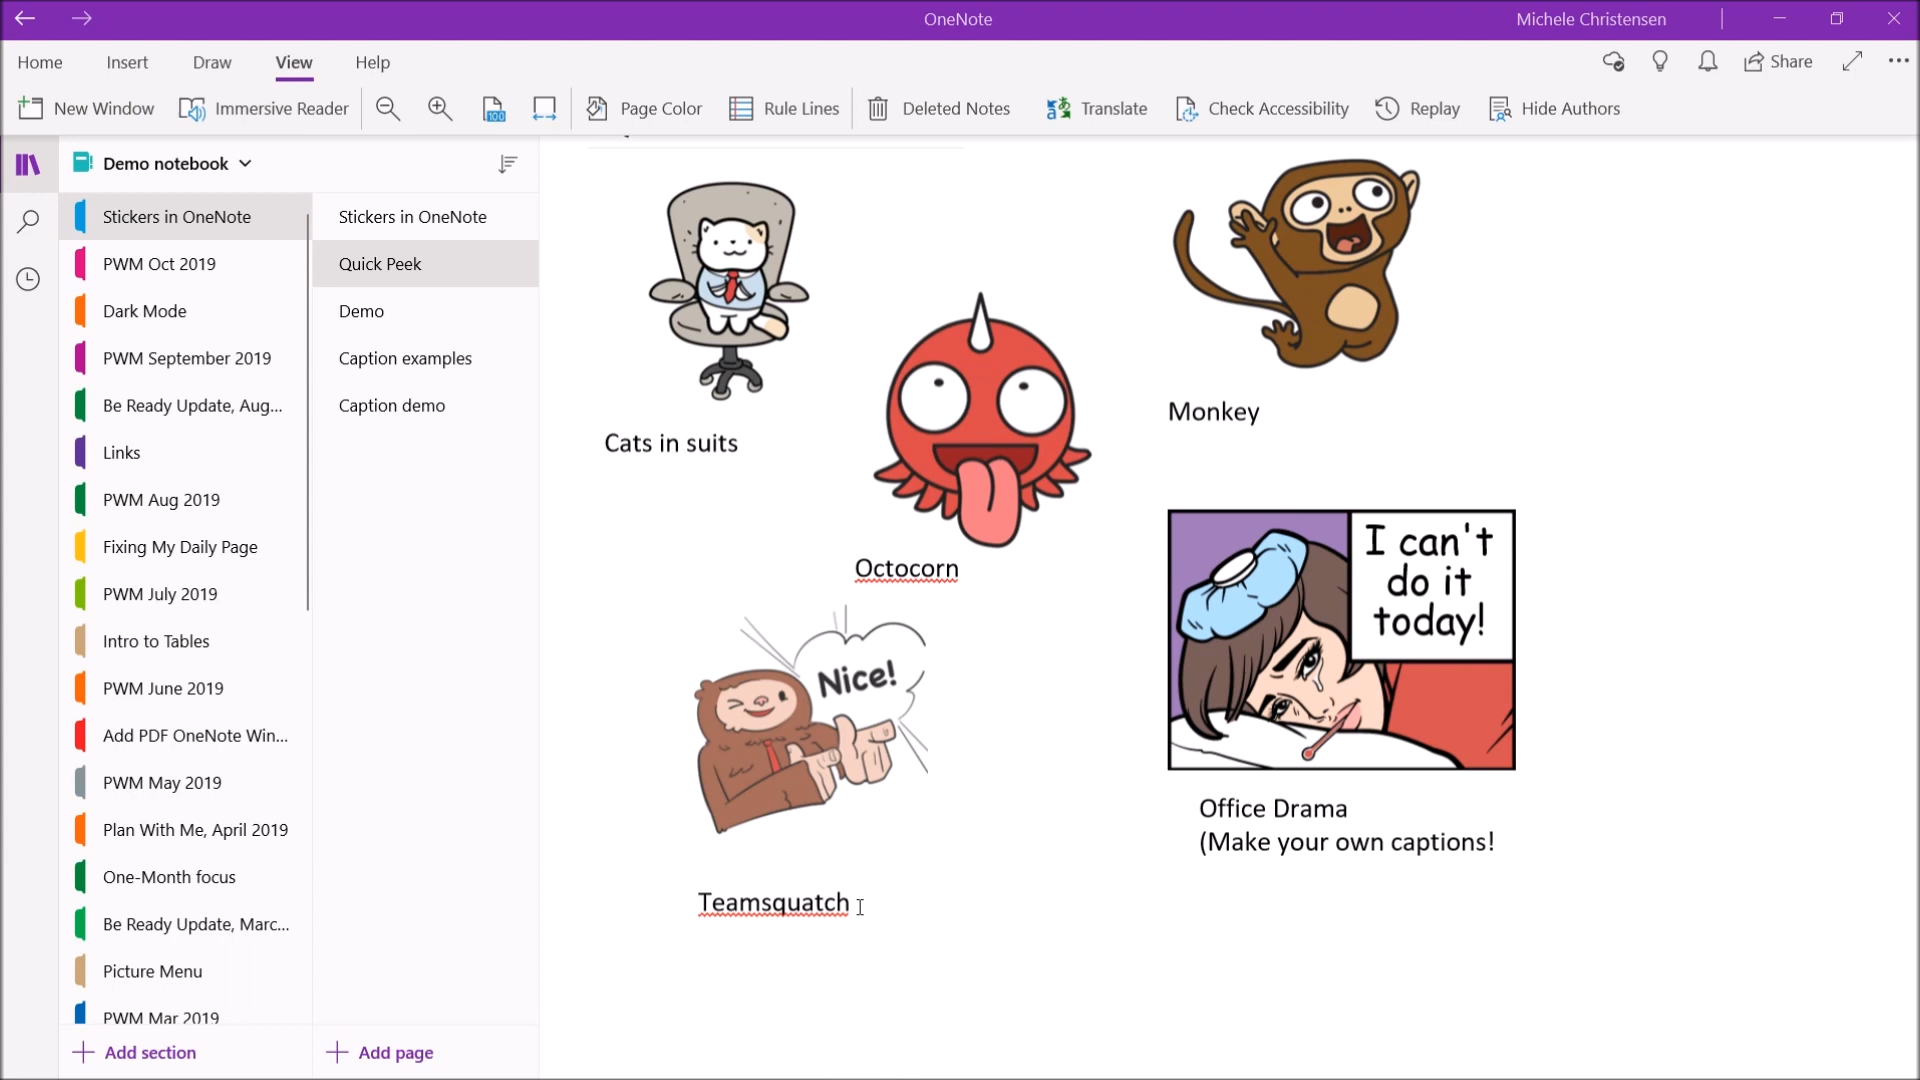 OneNote
Michele Christensen
Home
Insert
Draw
View
Help
Share
New Window
Immersive Reader
100
Page Color
Rule Lines
Deleted Notes
Translate
Check Accessibility
Replay
Hide Authors
Demo notebook
Stickers in OneNote
PWM Oct 2019
Dark Mode
PWM September 2019
Be Ready Update, Aug...
Links
PWM Aug 2019
Fixing My Daily Page
PWM July 2019
Intro to Tables
PWM June 2019
Add PDF OneNote Win...
PWM May 2019
Plan With Me, April 2019
One-Month focus
Be Ready Update, Marc...
Picture Menu
PWM Mar 2019
Add section
Stickers in OneNote
Quick Peek
Demo
Caption examples
Caption demo
Add page
Cats in suits
Octocorn
Monkey
Nice!
Teamsquatch
I can't
do it
today!
Office Drama
(Make your own captions!